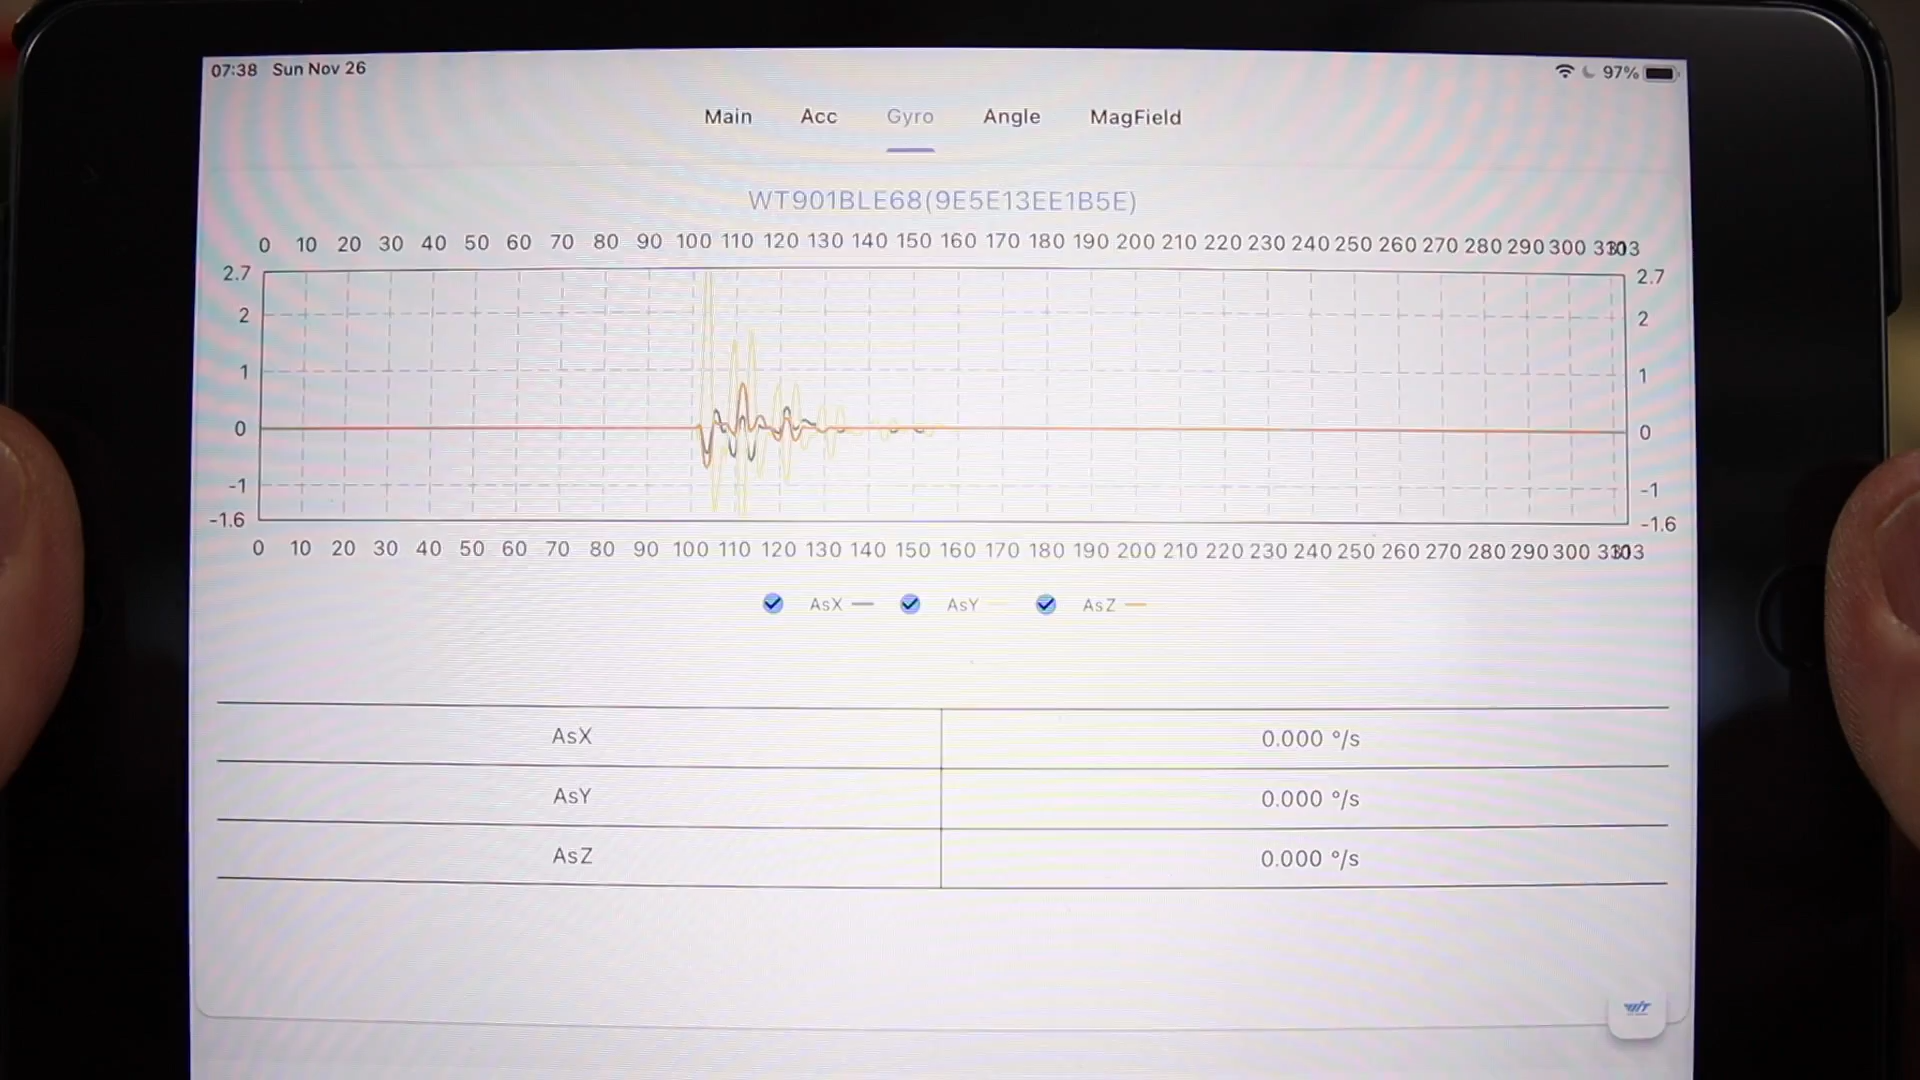 07:38 Sun Nov 26 97%
Main Acc Gyro Angle MagField
WT901BLE68(9E5E13EE1B5E)
0 10 20 30 40 50 60 70 80 90 100 110 120 130 140 150 160 170 180 190 200 210 220 230 240 250 260 270 280 290 300
2.7 2.7
2 2
1 1
0 0
-1 -1
-1.6 -1.6
0 10 20 30 40 50 60 70 80 90 100 110 120 130 140 150 160 170 180 190 200 210 220 230 240 250 260 270 280 290 300
AsX AsY AsZ
AsX 0.000 °/s
AsY 0.000 °/s
AsZ 0.000 °/s
WIT